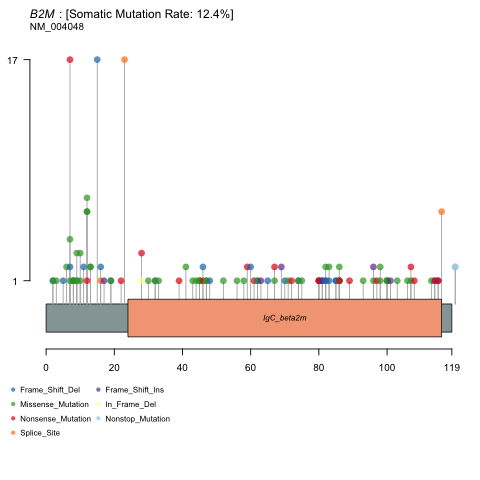 B2M : [Somatic Mutation Rate: 12.4%]
NM_004048
17
1
IgC_beta2m
0 20 40 60 80 100 119
Frame_Shift_Del Frame_Shift_Ins
Missense_Mutation In_Frame_Del
Nonsense_Mutation Nonstop_Mutation
Splice_Site